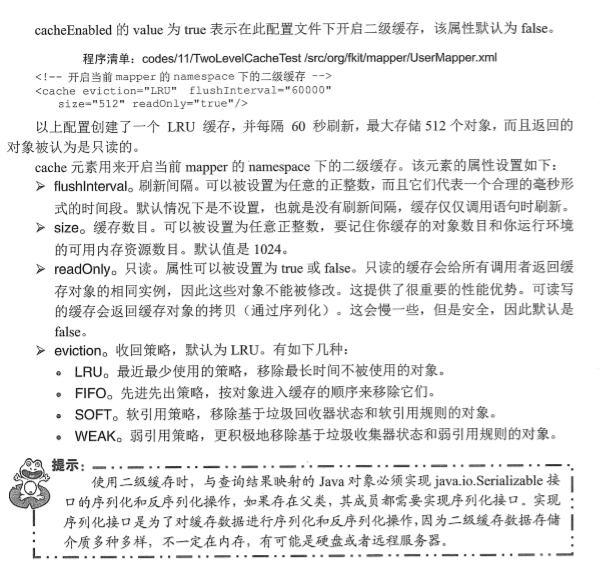 cacheEnabled 的 value 为 true 表示在此配置文件下开启二级缓存，该属性默认为 false。
程序清单：codes/11/TwoLevelCacheTest /src/org/fkit/mapper/UserMapper.xml
<!-- 开启当前 mapper 的 namespace 下的二级缓存 -->
<cache eviction="LRU" flushInterval="60000"
size="512" readOnly="true"/>
以上配置创建了一个 LRU 缓存，并每隔 60 秒刷新，最大存储 512 个对象，而且返回的
对象被认为是只读的。
cache 元素用来开启当前 mapper 的 namespace 下的二级缓存。该元素的属性设置如下：
➢ flushInterval。刷新间隔。可以被设置为任意的正整数，而且它们代表一个合理的毫秒形
式的时间段。默认情况下是不设置，也就是没有刷新间隔，缓存仅仅调用语句时刷新。
➢ size。缓存数目。可以被设置为任意正整数，要记住你缓存的对象数目和你运行环境
的可用内存资源数目。默认值是 1024。
➢ readOnly。只读。属性可以被设置为 true 或 false。只读的缓存会给所有调用者返回缓
存对象的相同实例，因此这些对象不能被修改。这提供了很重要的性能优势。可读写
的缓存会返回缓存对象的拷贝（通过序列化）。这会慢一些，但是安全，因此默认是
false。
➢ eviction。收回策略，默认为 LRU。有如下几种：
• LRU。最近最少使用的策略，移除最长时间不被使用的对象。
• FIFO。先进先出策略，按对象进入缓存的顺序来移除它们。
• SOFT。软引用策略，移除基于垃圾回收器状态和软引用规则的对象。
• WEAK。弱引用策略，更积极地移除基于垃圾收集器状态和弱引用规则的对象。
提示：
使用二级缓存时，与查询结果映射的 Java 对象必须实现 java.io.Serializable 接
口的序列化和反序列化操作，如果存在父类，其成员都需要实现序列化接口。实现
序列化接口是为了对缓存数据进行序列化和反序列化操作，因为二级缓存数据存储
介质多种多样，不一定在内存，有可能是硬盘或者远程服务器。